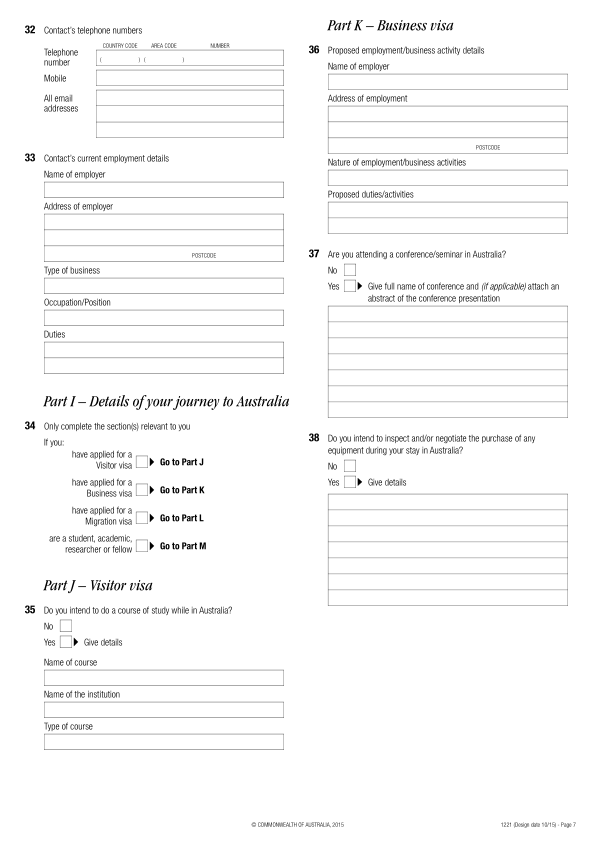 32 Contact's telephone numbers
COUNTRY CODE AREA CODE NUMBER
Telephone
number
( ) ( )
Mobile
All email
addresses
33 Contact's current employment details
Name of employer
Address of employer
POSTCODE
Type of business
Occupation/Position
Duties
Part I – Details of your journey to Australia
34 Only complete the section(s) relevant to you
If you:
have applied for a
Visitor visa
Go to Part J
have applied for a
Business visa
Go to Part K
have applied for a
Migration visa
Go to Part L
are a student, academic,
researcher or fellow
Go to Part M
Part J – Visitor visa
35 Do you intend to do a course of study while in Australia?
No
Yes Give details
Name of course
Name of the institution
Type of course
Part K – Business visa
36 Proposed employment/business activity details
Name of employer
Address of employment
POSTCODE
Nature of employment/business activities
Proposed duties/activities
37 Are you attending a conference/seminar in Australia?
No
Yes Give full name of conference and (if applicable) attach an
abstract of the conference presentation
38 Do you intend to inspect and/or negotiate the purchase of any
equipment during your stay in Australia?
No
Yes Give details
© COMMONWEALTH OF AUSTRALIA, 2015
1221 (Design date 10/15) - Page 7